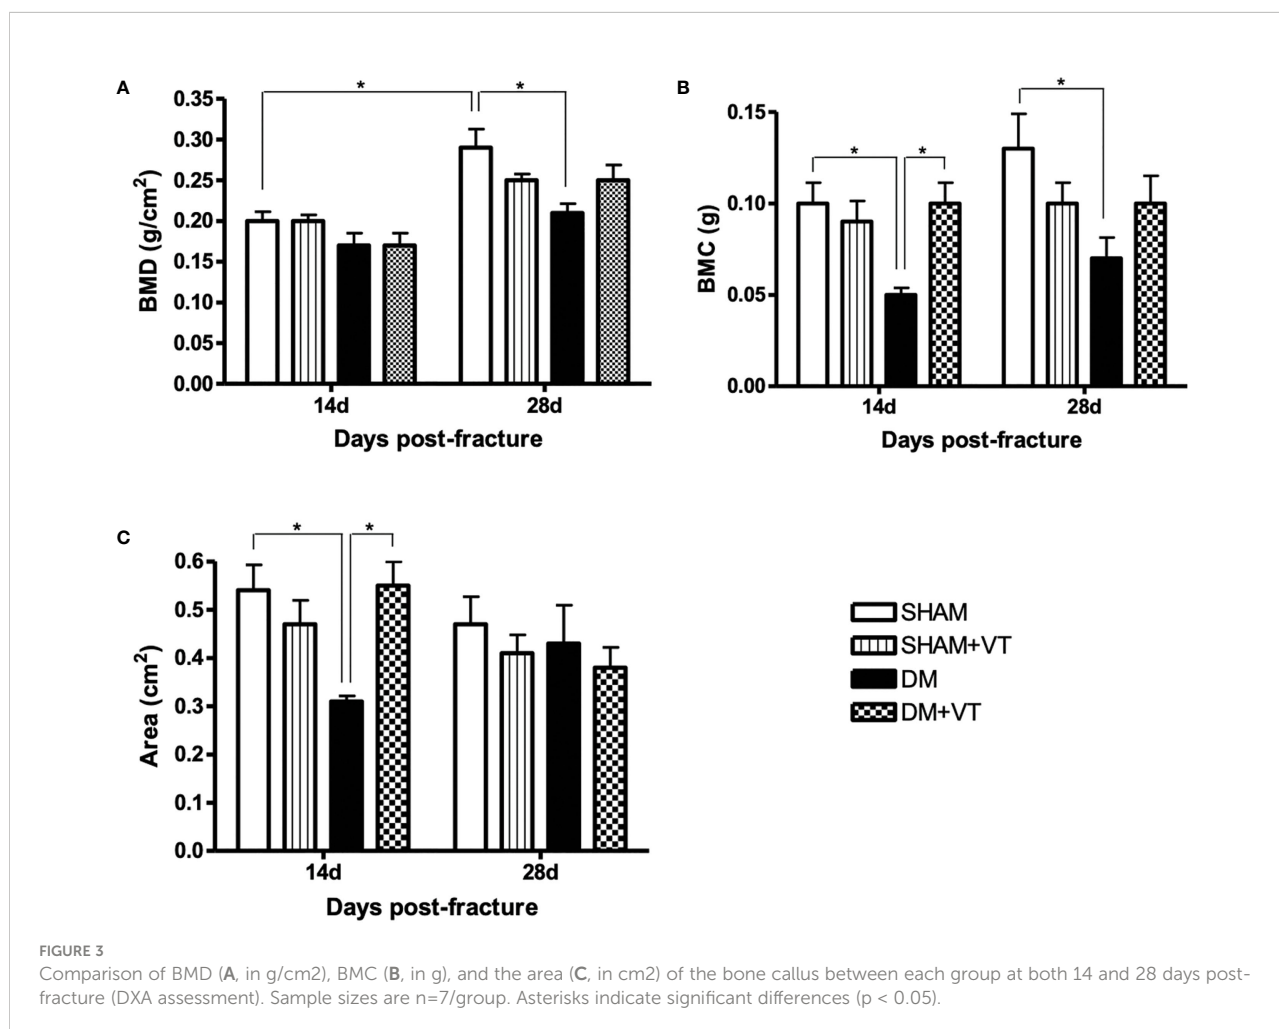 A
*
*
0.35
0.30
0.25
0.20
0.15
0.10
0.05
0.00
BMD (g/cm2)
14d
28d
Days post-fracture
B
*
*
*
0.15
0.10
0.05
0.00
BMC (g)
14d
28d
Days post-fracture
C
*
*
0.6
0.5
0.4
0.3
0.2
0.1
0.0
Area (cm2)
14d
28d
Days post-fracture
SHAM
SHAM+VT
DM
DM+VT
FIGURE 3
Comparison of BMD (A, in g/cm2), BMC (B, in g), and the area (C, in cm2) of the bone callus between each group at both 14 and 28 days post-
fracture (DXA assessment). Sample sizes are n=7/group. Asterisks indicate significant differences (p < 0.05).